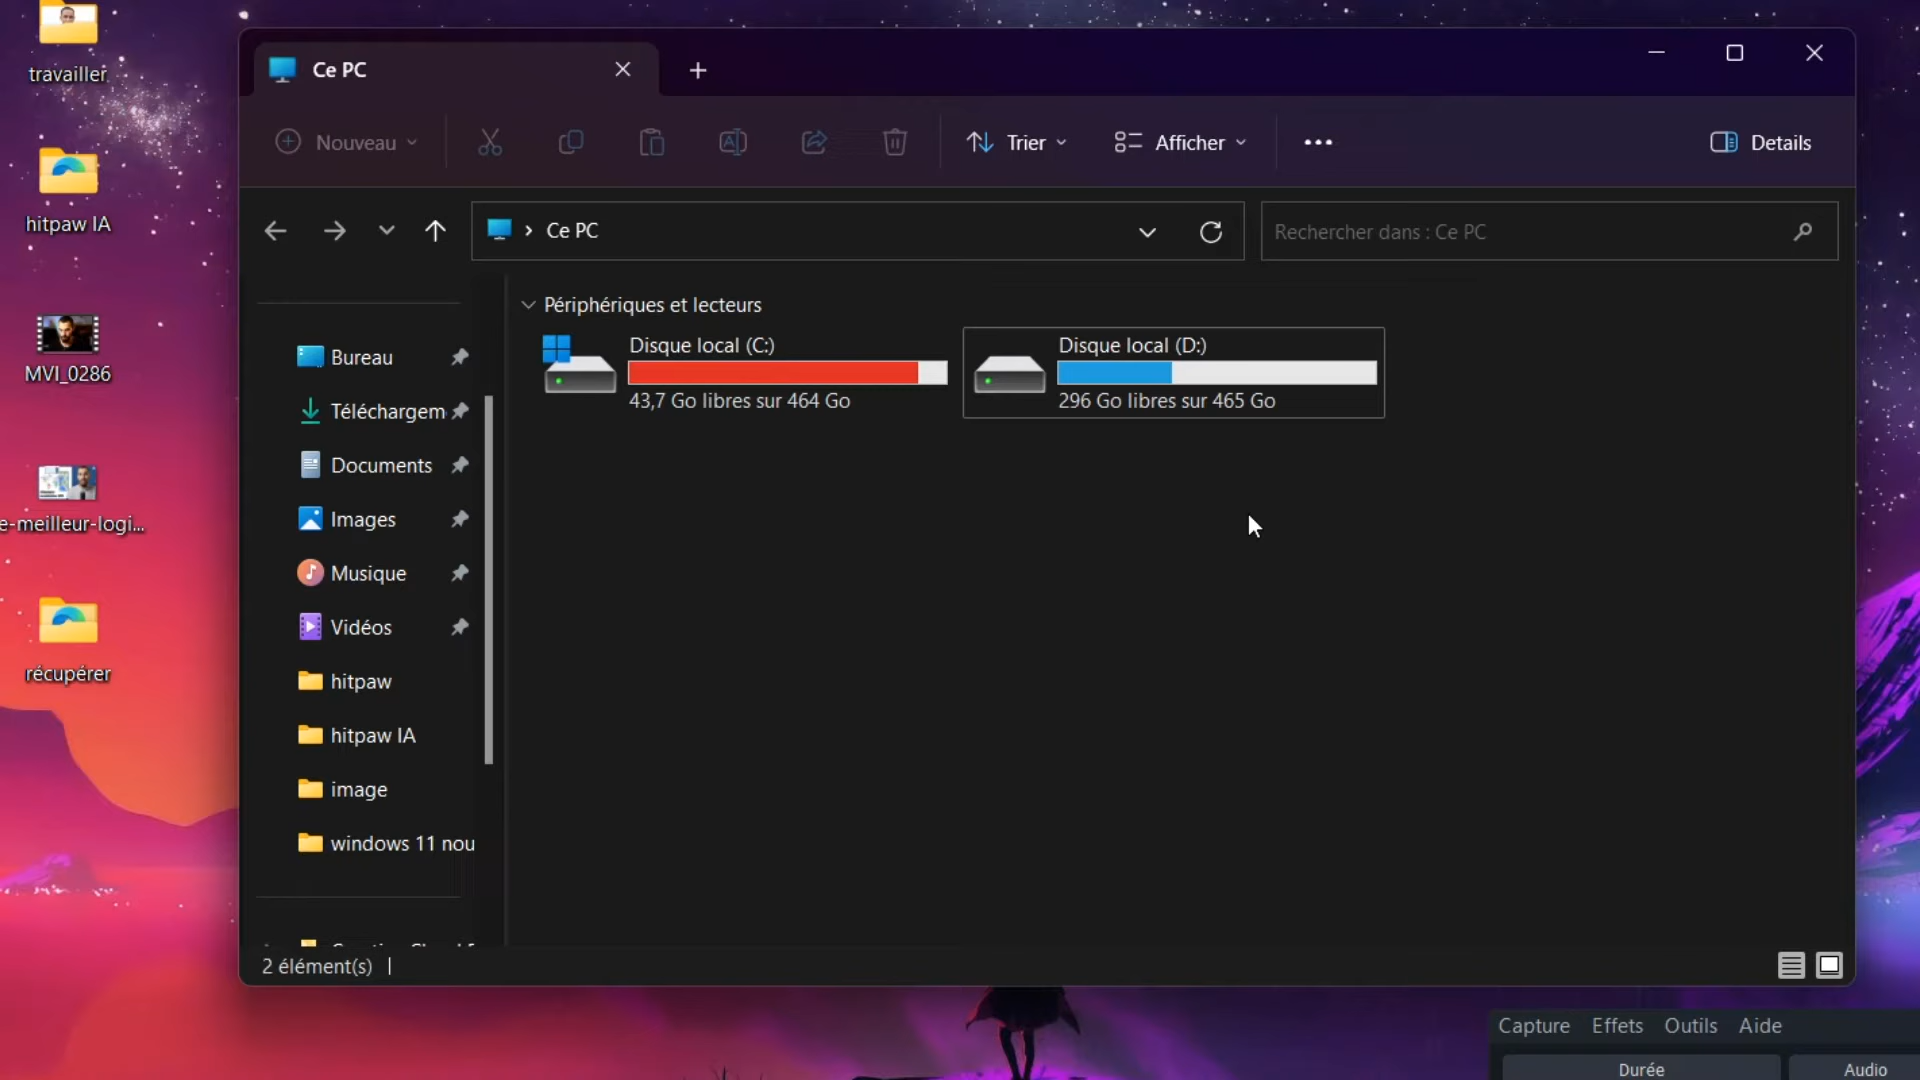 travailler
hitpaw IA
MVI_0286
e-meilleur-logi...
récupérer
Ce PC
Nouveau
Trier
Afficher
Details
Ce PC
Rechercher dans : Ce PC
Bureau
Téléchargem
Documents
Images
Musique
Vidéos
hitpaw
hitpaw IA
image
windows 11 nou
Périphériques et lecteurs
Disque local (C:)
43,7 Go libres sur 464 Go
Disque local (D:)
296 Go libres sur 465 Go
2 élément(s)
Capture Effets Outils Aide
Durée
Audio